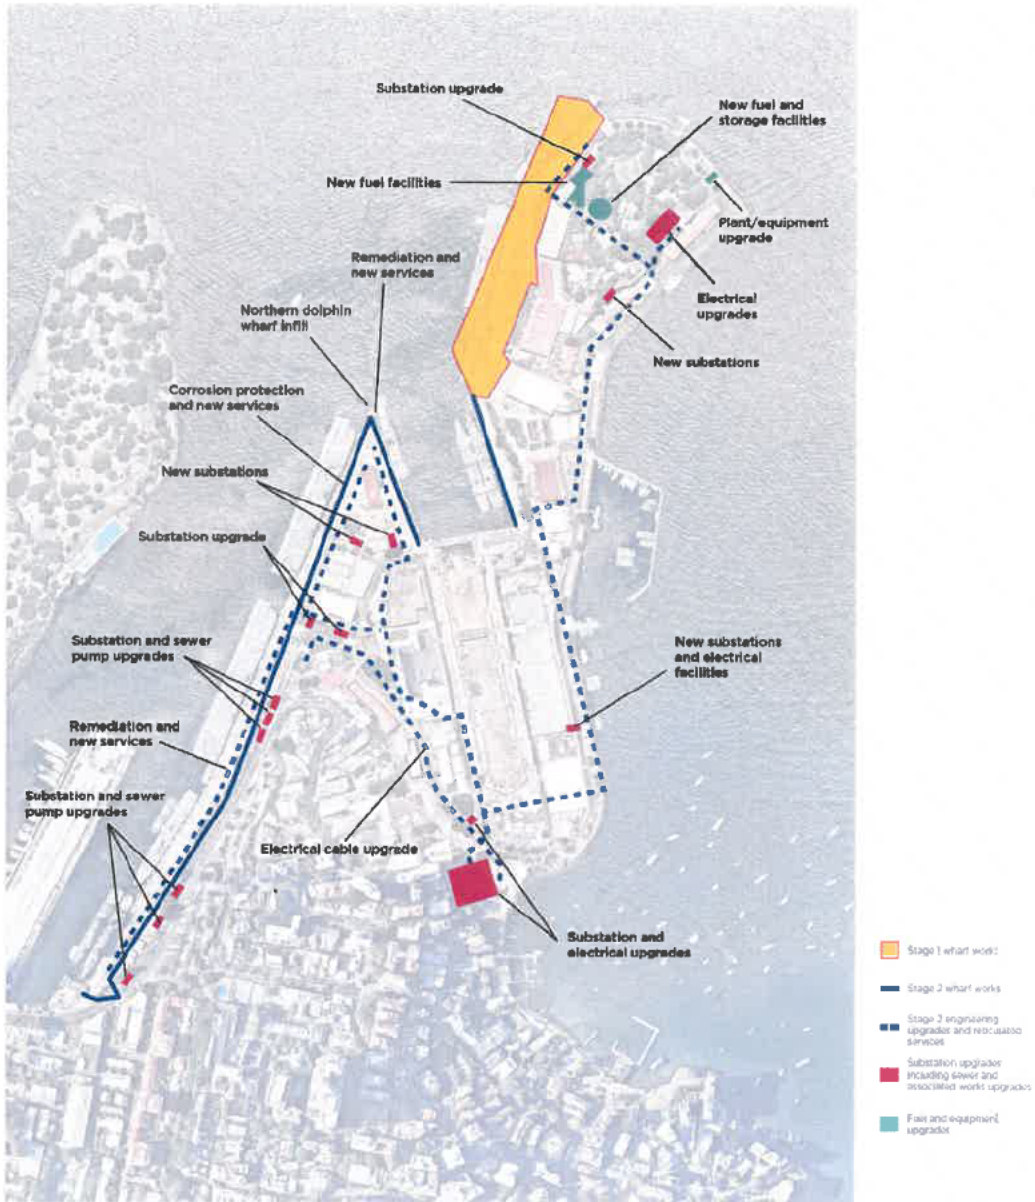 Substation upgrade
New fuel and
storage facilities
New fuel facilities
Plant/equipment
upgrade
Remediation and
new services
Northern dolphin
wharf infill
Electrical
upgrades
New substations
Corrosion protection
and new services
New substations
Substation upgrade
Substation and sewer
pump upgrades
New substations
and electrical
facilities
Remediation and
new services
Substation and sewer
pump upgrades
Electrical cable upgrade
Substation and
electrical upgrades
Stage 1 wharf works
Stage 2 wharf works
Stage 2 engineering
upgrades and reticulated
services
Substation upgrades
including sewer and
associated works upgrades
Fuel and equipment
upgrades